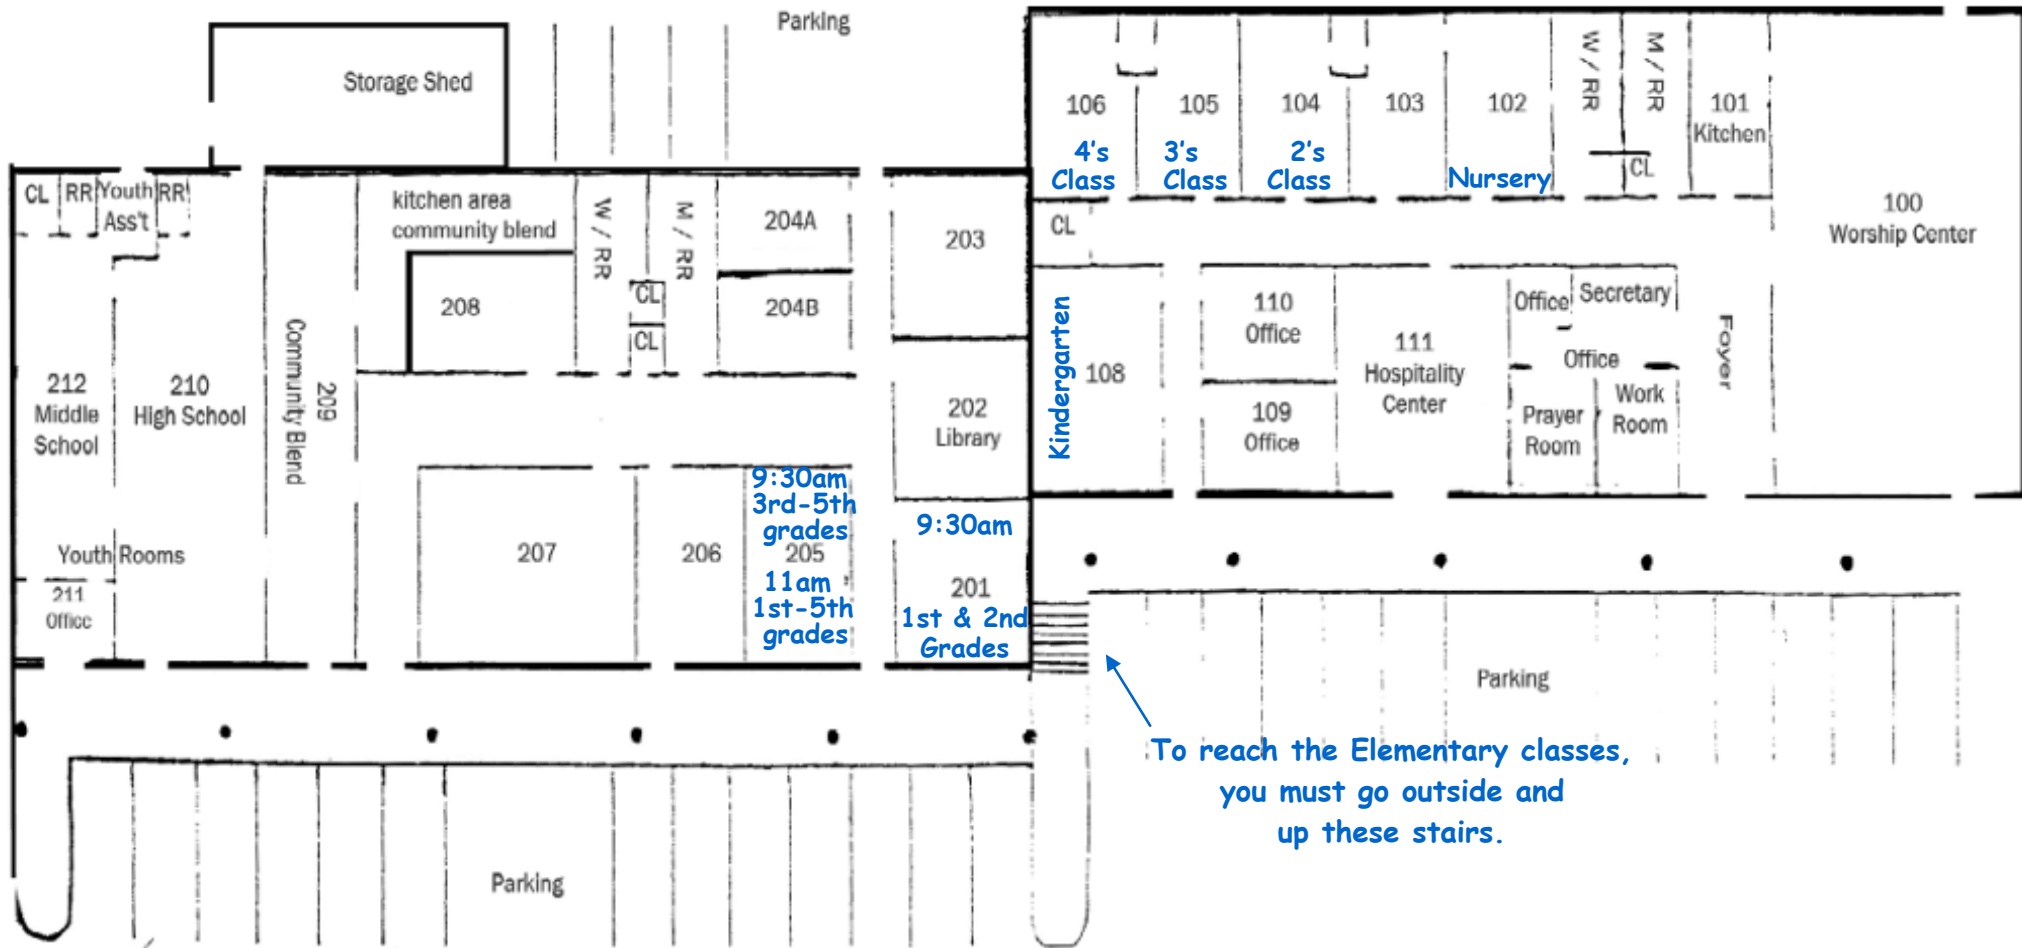 Parking
Storage Shed
CL
RR
Youth
Ass't
RR
kitchen area
community blend
W / RR
M / RR
204A
204B
CL
CL
208
203
202
Library
209
Community Blend
212
Middle
School
210
High School
Youth Rooms
211
Office
207
206
9:30am
3rd-5th
grades
205
11am
1st-5th
grades
9:30am
201
1st & 2nd
Grades
106
4's
Class
105
3's
Class
104
2's
Class
103
102
Nursery
W / RR
M / RR
CL
101
Kitchen
100
Worship Center
CL
Kindergarten
108
110
Office
109
Office
111
Hospitality
Center
Office
Secretary
Office
Prayer
Room
Work
Room
Foyer
Parking
To reach the Elementary classes,
you must go outside and
up these stairs.
Parking